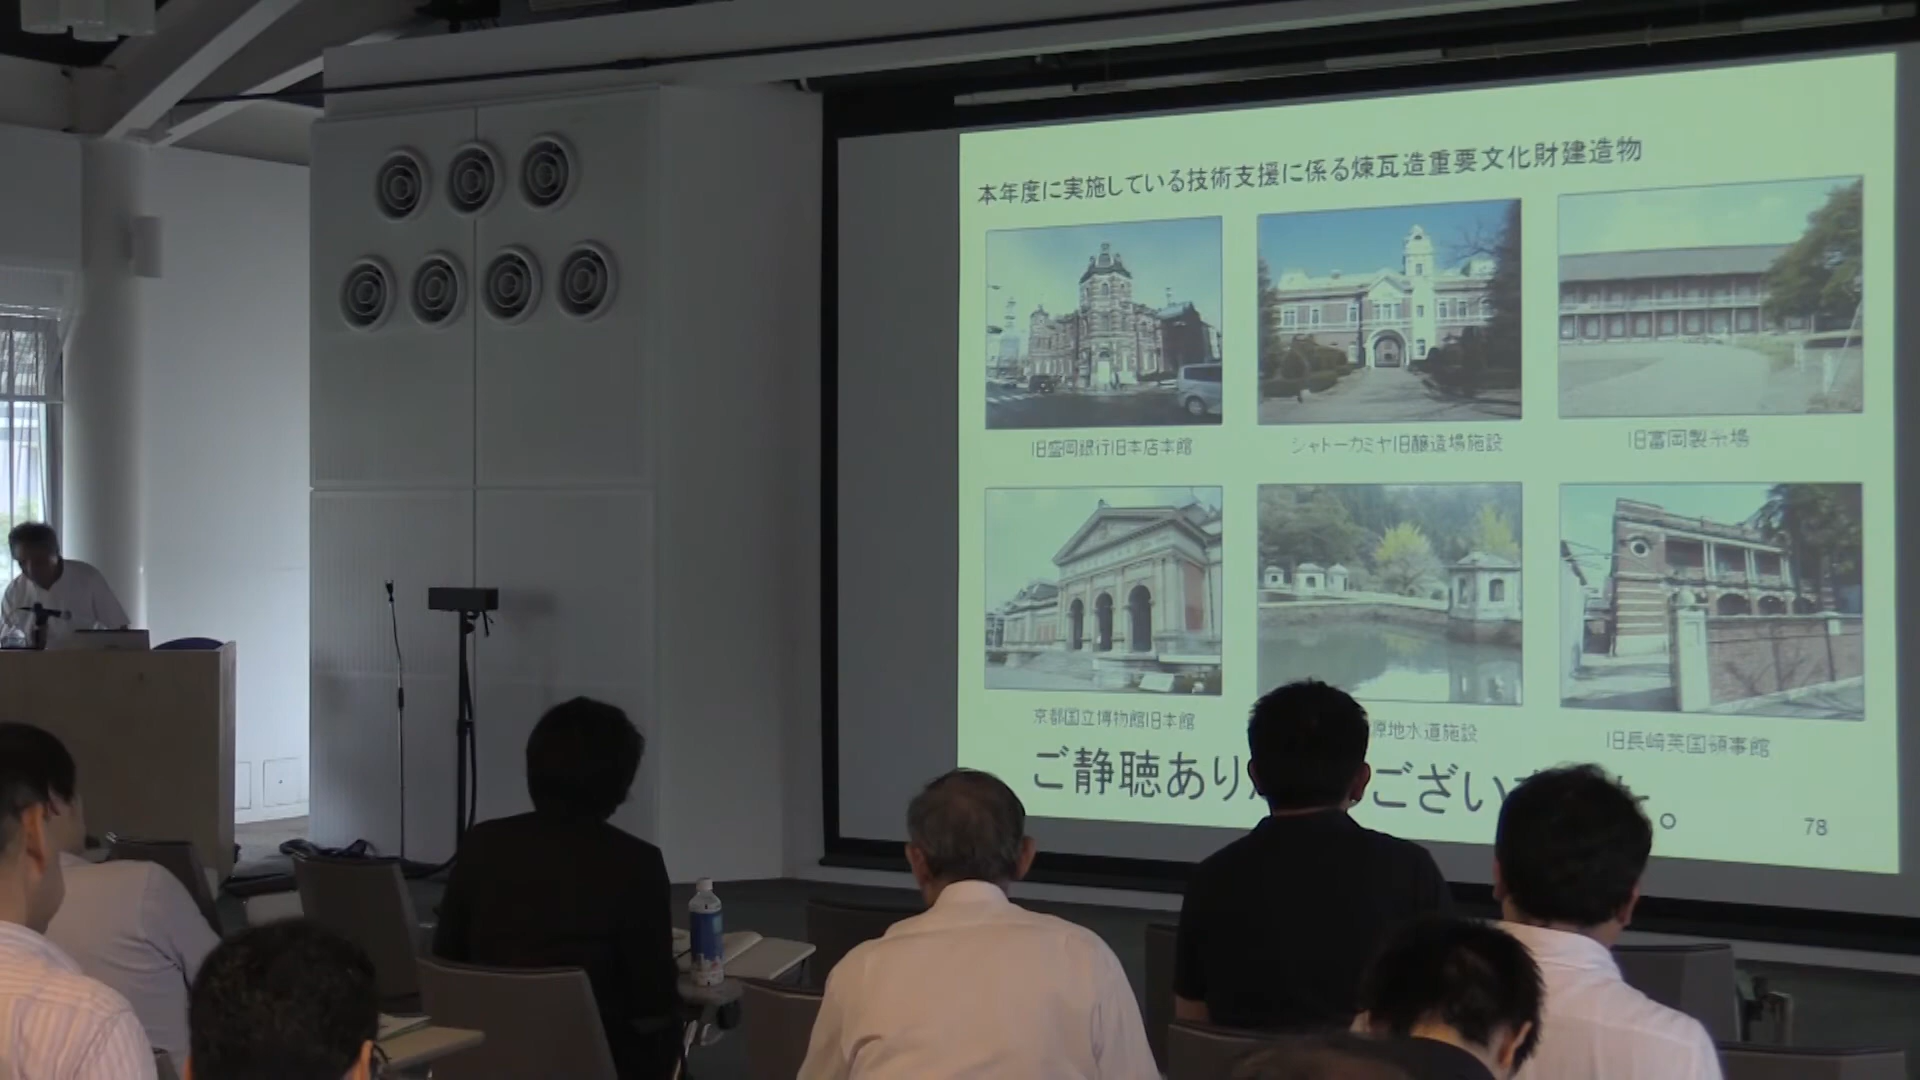 本年度に実施している技術支援に係る煉瓦造重要文化財建造物
旧盛岡銀行旧本店本館
シャトーカミヤ旧醸造場施設
旧富岡製糸場
京都国立博物館旧本館
原地水道施設
旧長崎英国領事館
ご静聴あり ござい 。
78